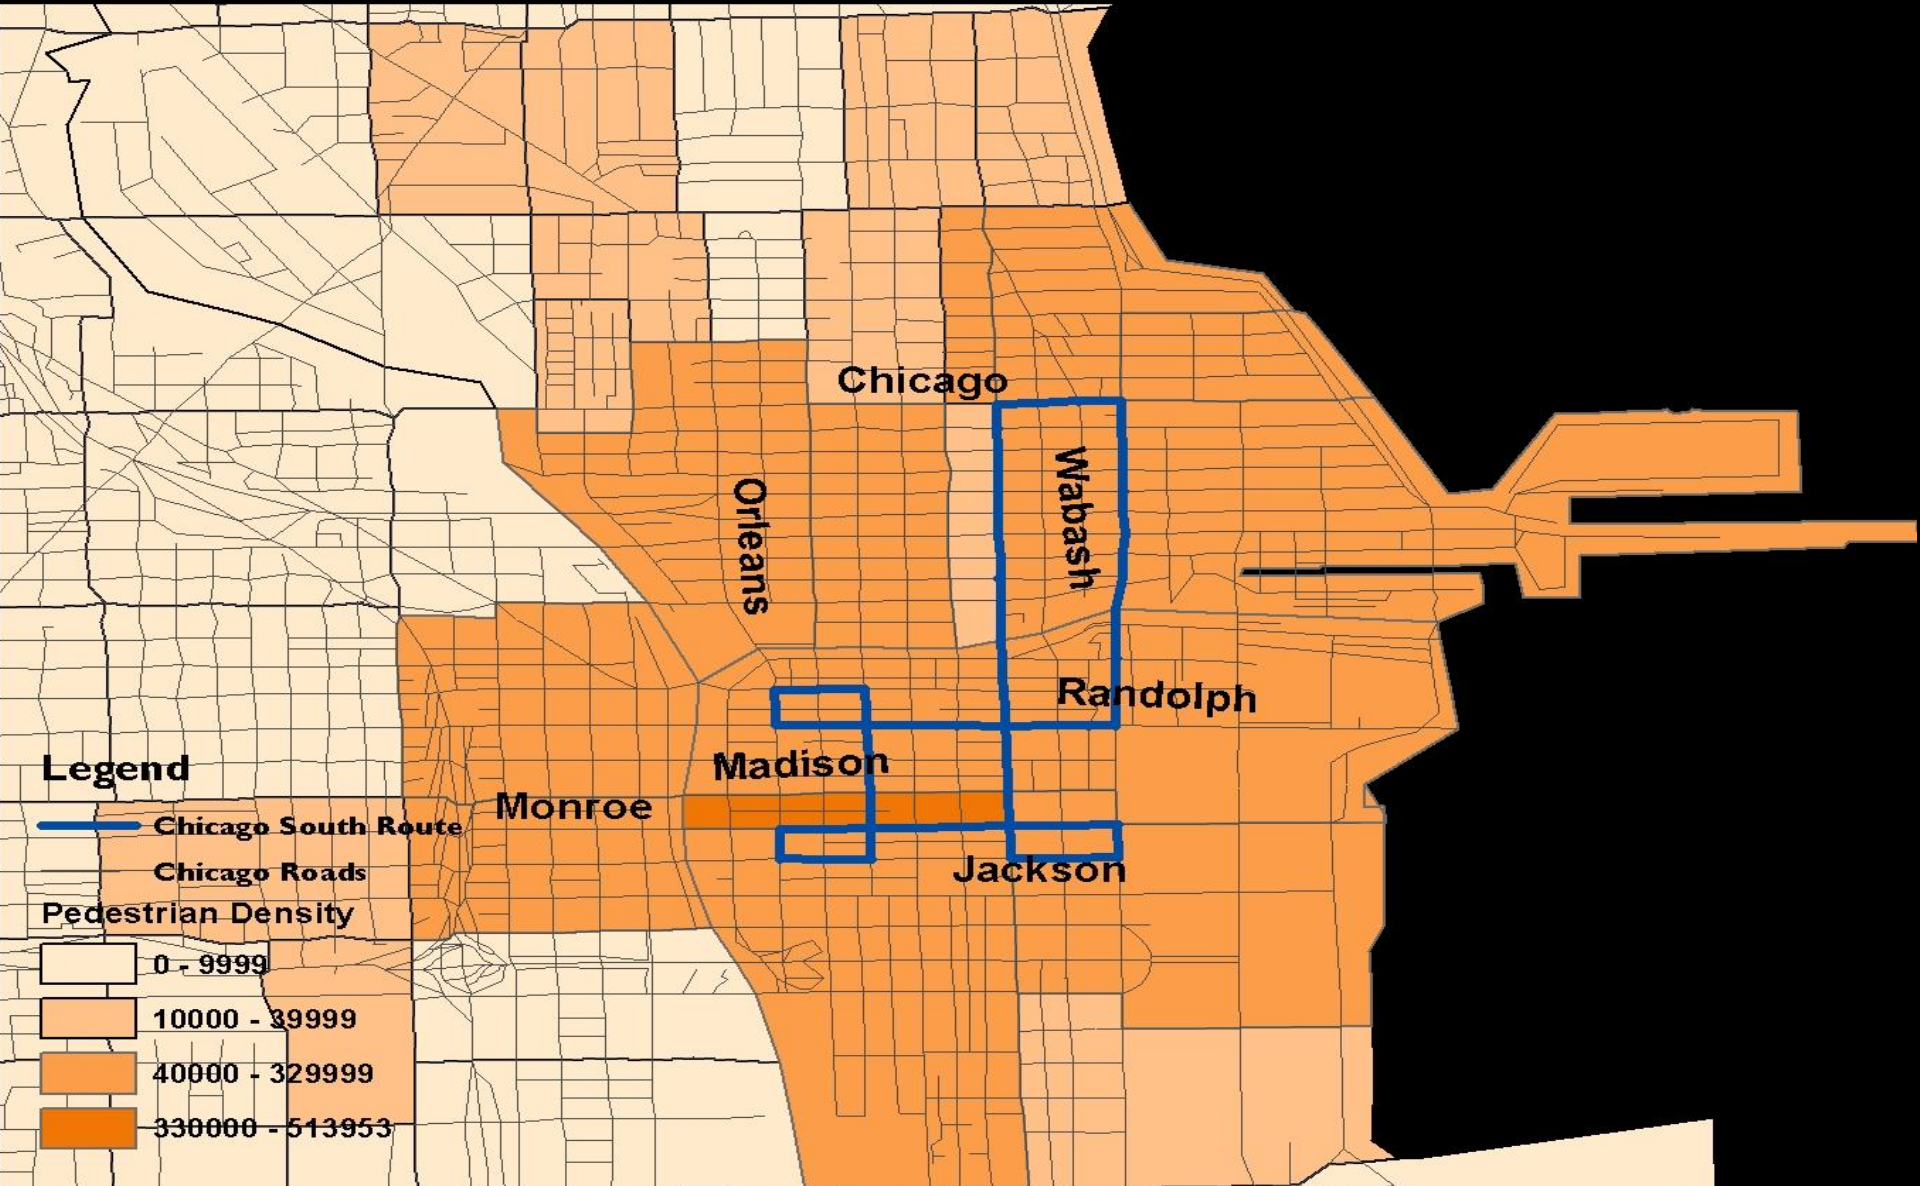 Chicago
Wabash
Orleans
Randolph
Madison
Monroe
Jackson
Legend
Chicago South Route
Chicago Roads
Pedestrian Density
0 - 9999
10000 - 39999
40000 - 329999
330000 - 513953